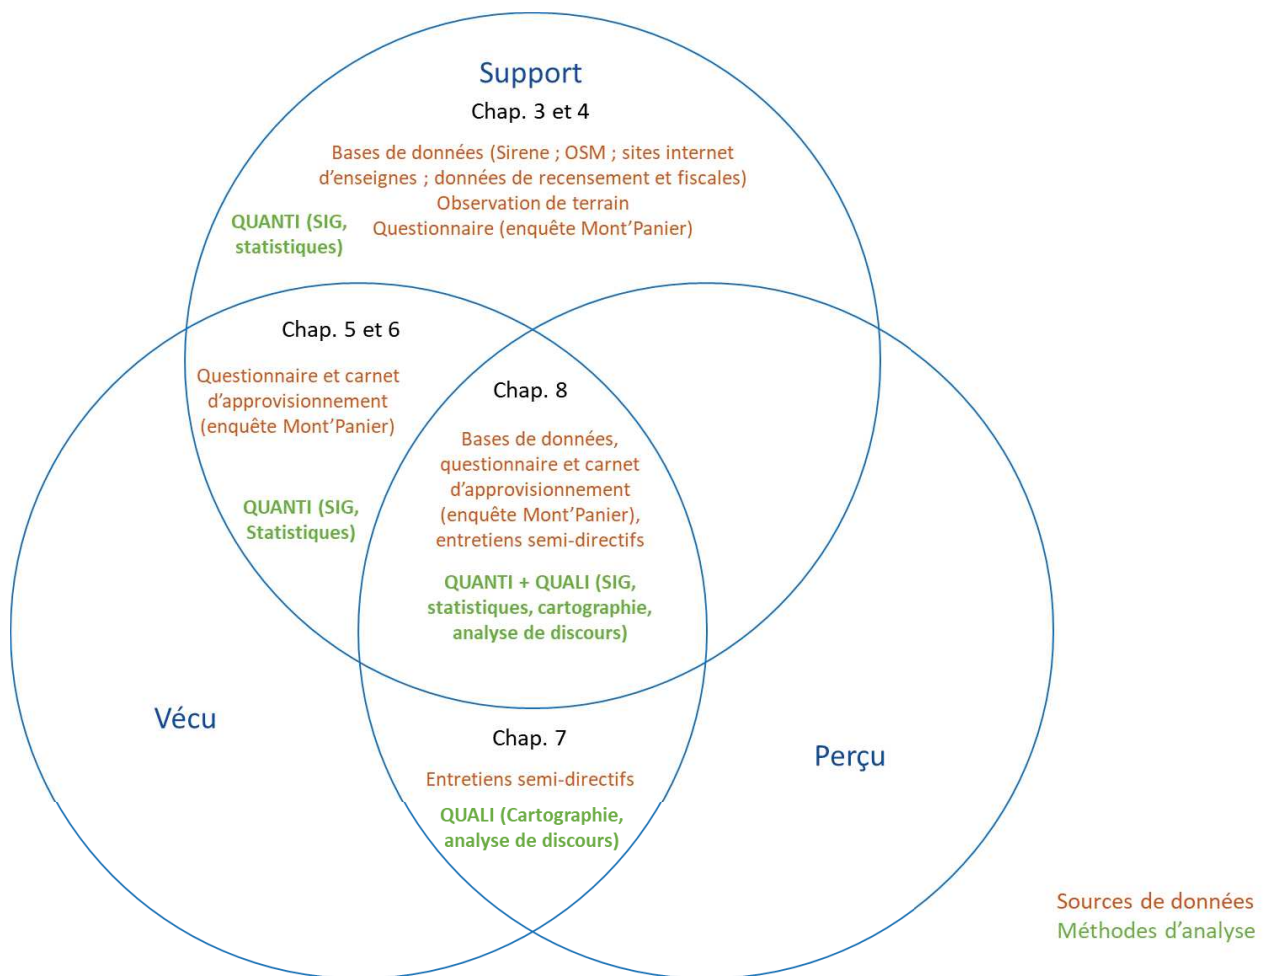 Support
Chap. 3 et 4
Bases de données (Sirene ; OSM ; sites internet
d’enseignes ; données de recensement et fiscales)
Observation de terrain
Questionnaire (enquête Mont’Panier)
QUANTI (SIG,
statistiques)
Chap. 5 et 6
Questionnaire et carnet
d’approvisionnement
(enquête Mont’Panier)
QUANTI (SIG,
Statistiques)
Chap. 8
Bases de données,
questionnaire et carnet
d’approvisionnement
(enquête Mont’Panier),
entretiens semi-directifs
QUANTI + QUALI (SIG,
statistiques, cartographie,
analyse de discours)
Vécu
Perçu
Chap. 7
Entretiens semi-directifs
QUALI (Cartographie,
analyse de discours)
Sources de données
Méthodes d’analyse